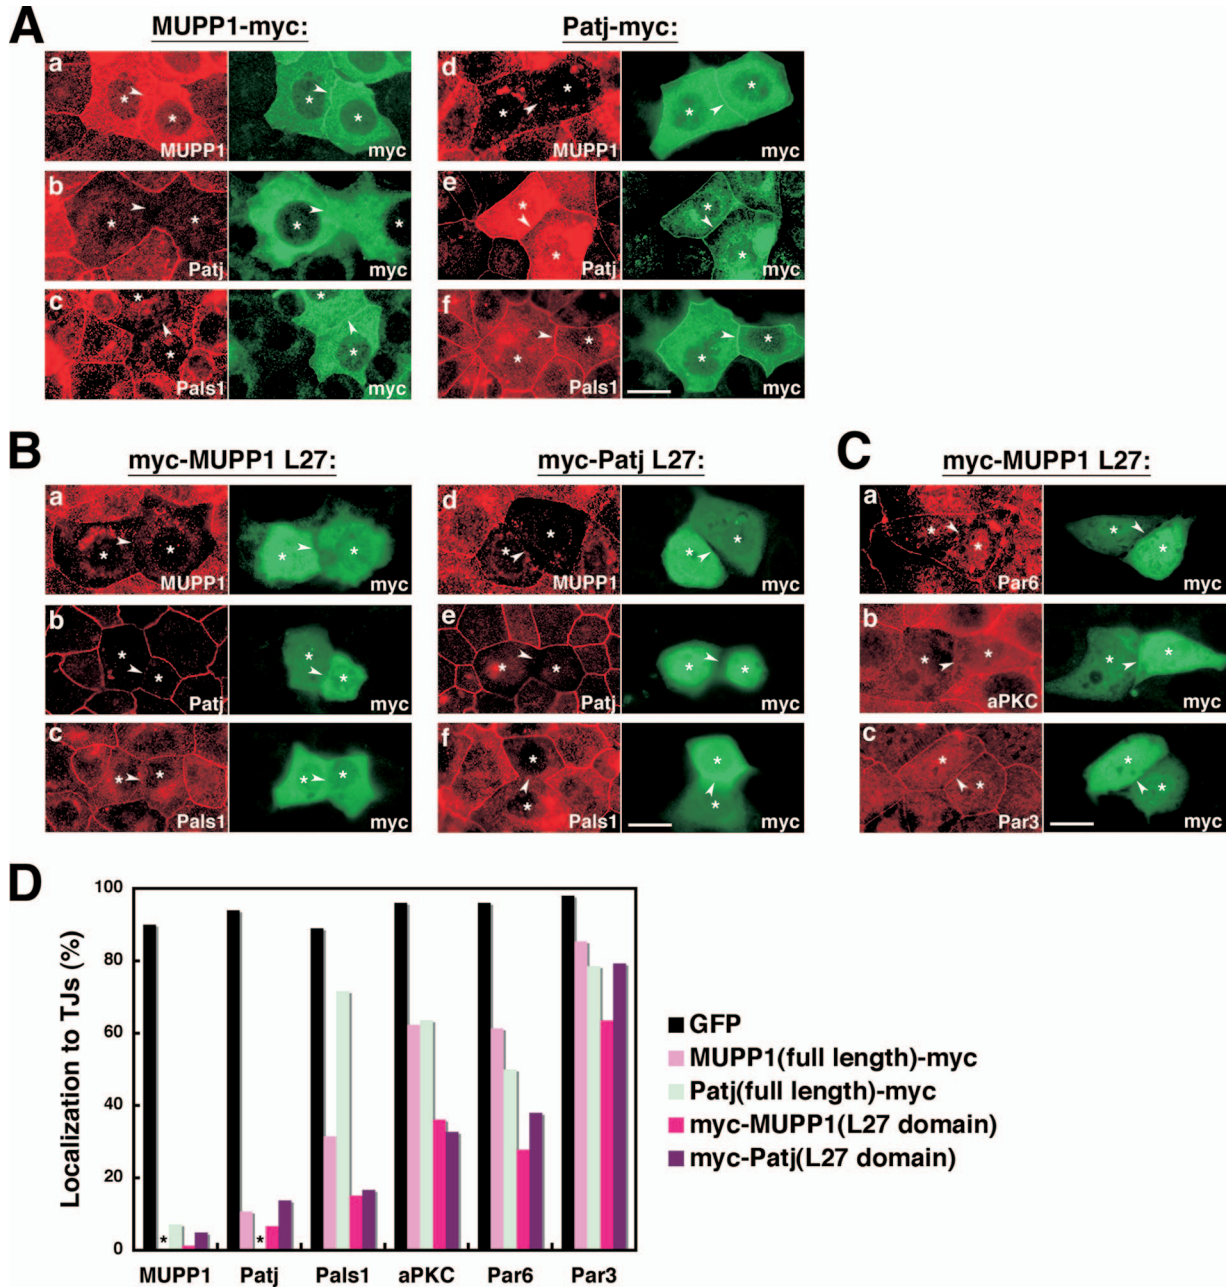 A
MUPP1-myc:
Patj-myc:
a
*
*
MUPP1
*
*
myc
d
*
*
MUPP1
*
*
myc
b
*
*
Patj
*
*
myc
e
*
*
Patj
*
*
myc
c
*
*
Pals1
*
*
myc
f
*
*
Pals1
*
*
myc
B
myc-MUPP1 L27:
myc-Patj L27:
a
*
*
MUPP1
*
*
myc
d
*
*
MUPP1
*
*
myc
b
*
*
Patj
*
*
myc
e
*
*
Patj
*
*
myc
c
*
*
Pals1
*
*
myc
f
*
*
Pals1
*
*
myc
C
myc-MUPP1 L27:
a
**
*
Par6
*
*
myc
b
*
*
aPKC
*
*
myc
c
*
*
Par3
*
*
myc
D
Localization to TJs (%)
100
80
60
40
20
0
*
*
MUPP1 Patj Pals1 aPKC Par6 Par3
GFP
MUPP1(full length)-myc
Patj(full length)-myc
myc-MUPP1(L27 domain)
myc-Patj(L27 domain)